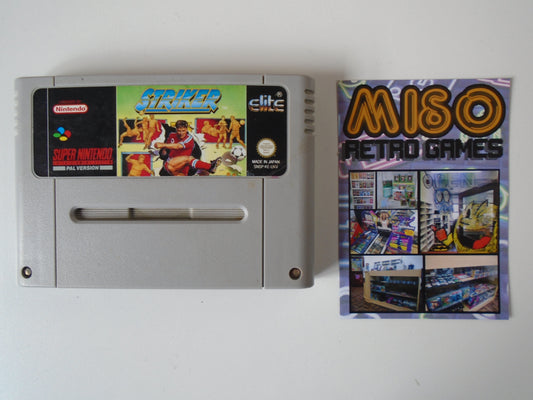 STRIKER
Nintendo
elite
SUPER NINTENDO
PAL VERSION
MADE IN JAPAN
MISO
RETRO GAMES